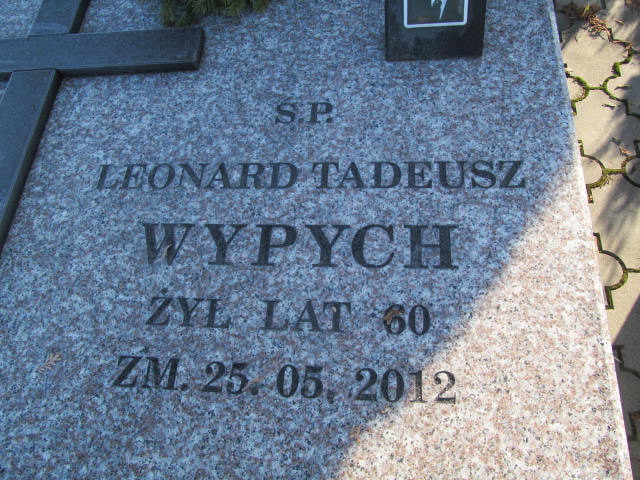 S.P.
LEONARD TADEUSZ
WYPYCH
ŻYŁ LAT 60
ZM. 25. 05. 2012